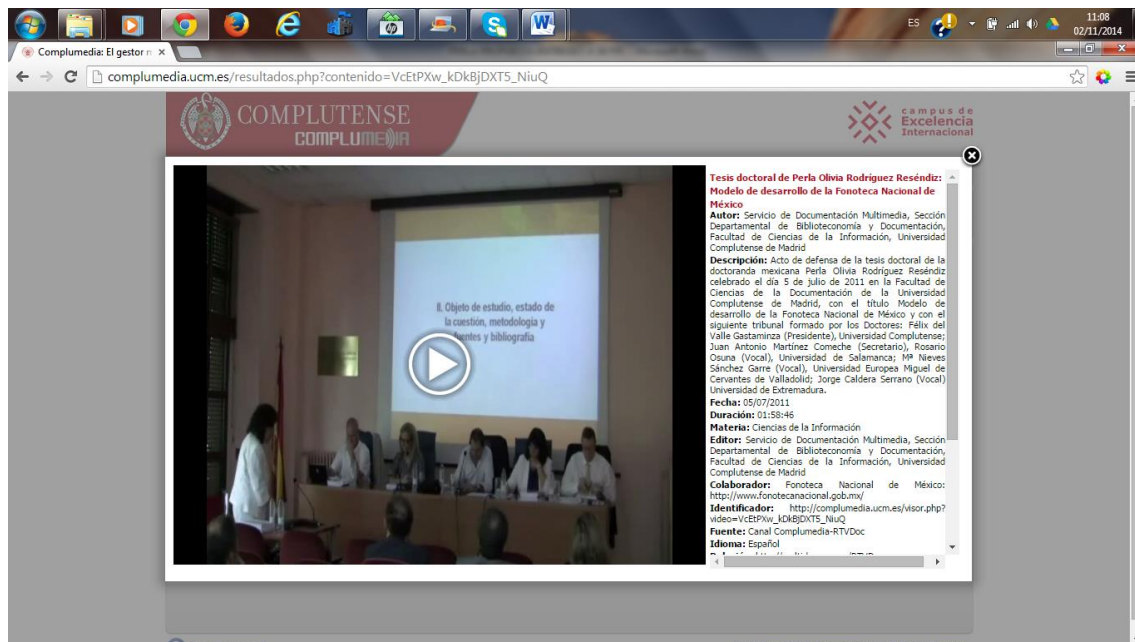 ES
11:08
02/11/2014
Complumedia: El gestor n
complumedia.ucm.es/resultados.php?contenido=VcEtPXw_kDkBjDXT5_NiuQ
COMPLUTENSE
COMPLUMEDIA
campus de
Excelencia
Internacional
II. Objeto de estudio, estado de
la cuestión, metodología y
fuentes y bibliografía
Tesis doctoral de Perla Olivia Rodríguez Reséndiz:
Modelo de desarrollo de la Fonoteca Nacional de
México
Autor: Servicio de Documentación Multimedia, Sección
Departamental de Biblioteconomía y Documentación,
Facultad de Ciencias de la Información, Universidad
Complutense de Madrid
Descripción: Acto de defensa de la tesis doctoral de la
doctoranda mexicana Perla Olivia Rodríguez Reséndiz
celebrado el día 5 de julio de 2011 en la Facultad de
Ciencias de la Documentación de la Universidad
Complutense de Madrid, con el título Modelo de
desarrollo de la Fonoteca Nacional de México y con el
siguiente tribunal formado por los Doctores: Félix del
Valle Gastaminza (Presidente), Universidad Complutense;
Juan Antonio Martínez Comeche (Secretario), Rosario
Osuna (Vocal), Universidad de Salamanca; Mª Nieves
Sánchez Garre (Vocal), Universidad Europea Miguel de
Cervantes de Valladolid; Jorge Caldera Serrano (Vocal)
Universidad de Extremadura.
Fecha: 05/07/2011
Duración: 01:58:46
Materia: Ciencias de la Información
Editor: Servicio de Documentación Multimedia, Sección
Departamental de Biblioteconomía y Documentación,
Facultad de Ciencias de la Información, Universidad
Complutense de Madrid
Colaborador: Fonoteca Nacional de México:
http://www.fonotecanacional.gob.mx/
Identificador: http://complumedia.ucm.es/visor.php?
video=VcEtPXw_kDkBjDXT5_NiuQ
Fuente: Canal Complumedia-RTVDoc
Idioma: Español